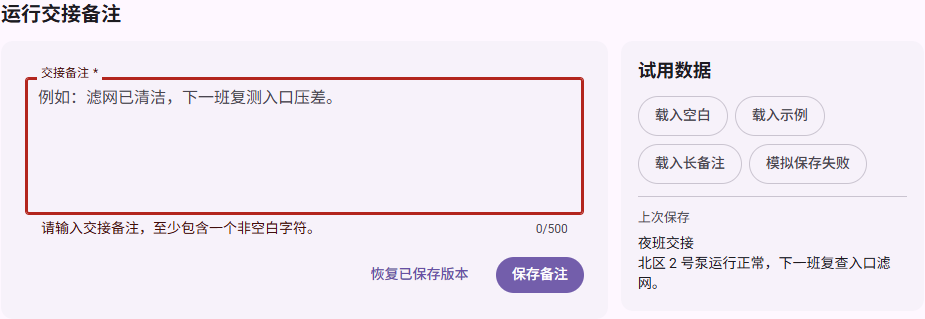 运行交接备注
交接备注 *
例如：滤网已清洁，下一班复测入口压差。
请输入交接备注，至少包含一个非空白字符。
0/500
恢复已保存版本
保存备注
试用数据
载入空白
载入示例
载入长备注
模拟保存失败
上次保存
夜班交接
北区 2 号泵运行正常，下一班复查入口滤
网。